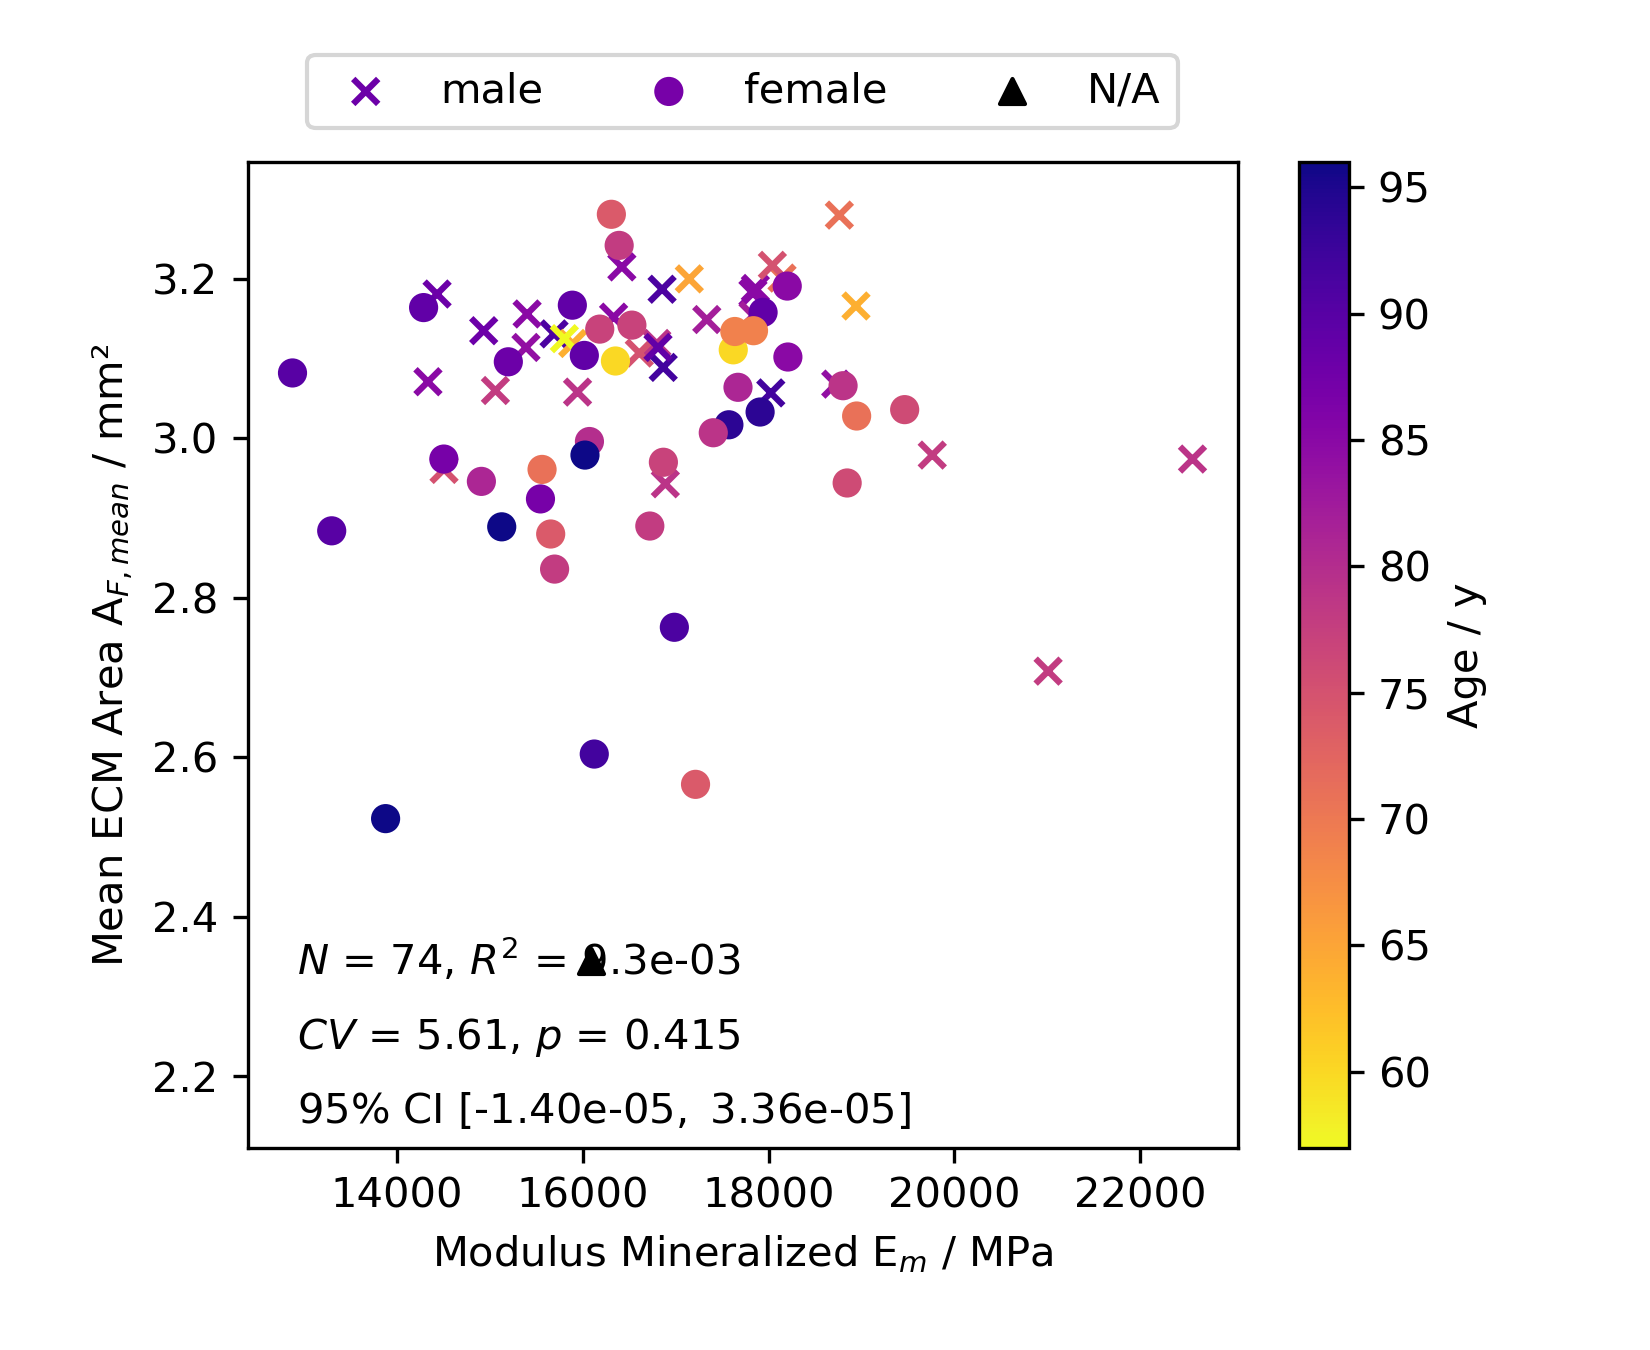 male female N/A
3.2
3.0
2.8
2.6
2.4
2.2
Mean ECM Area A_{F,mean} / mm²
N = 74, R² = 9.3e-03
CV = 5.61, p = 0.415
95% CI [-1.40e-05, 3.36e-05]
14000 16000 18000 20000 22000
Modulus Mineralized E_m / MPa
95
90
85
80
75
70
65
60
Age / y